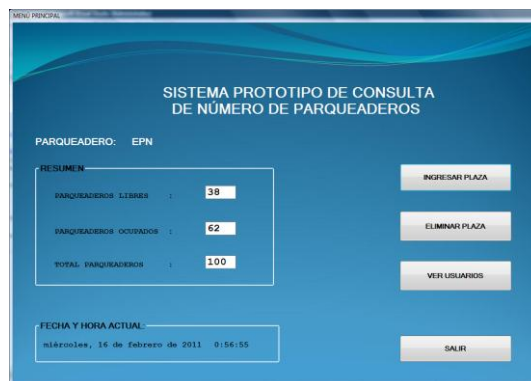 MENÚ PRINCIPAL
SISTEMA PROTOTIPO DE CONSULTA
DE NÚMERO DE PARQUEADEROS
PARQUEADERO: EPN
RESUMEN
PARQUEADEROS LIBRES : 38
PARQUEADEROS OCUPADOS : 62
TOTAL PARQUEADEROS : 100
INGRESAR PLAZA
ELIMINAR PLAZA
VER USUARIOS
FECHA Y HORA ACTUAL:
miércoles, 16 de febrero de 2011 0:56:55
SALIR